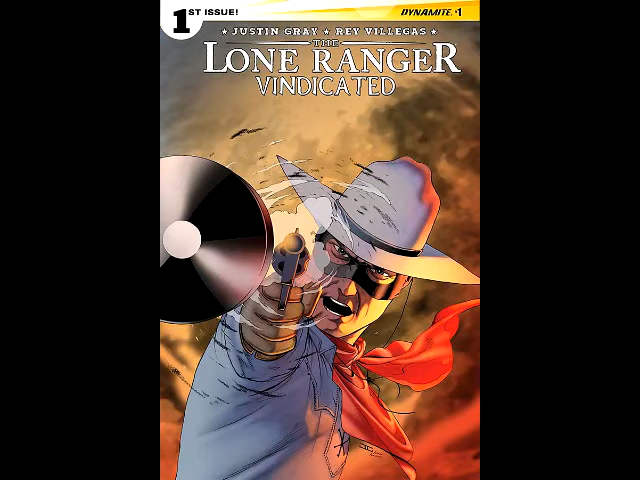 1ST ISSUE!
DYNAMITE. #1
★ JUSTIN GRAY ★ REY VILLEGAS ★
THE
LONE RANGER
VINDICATED